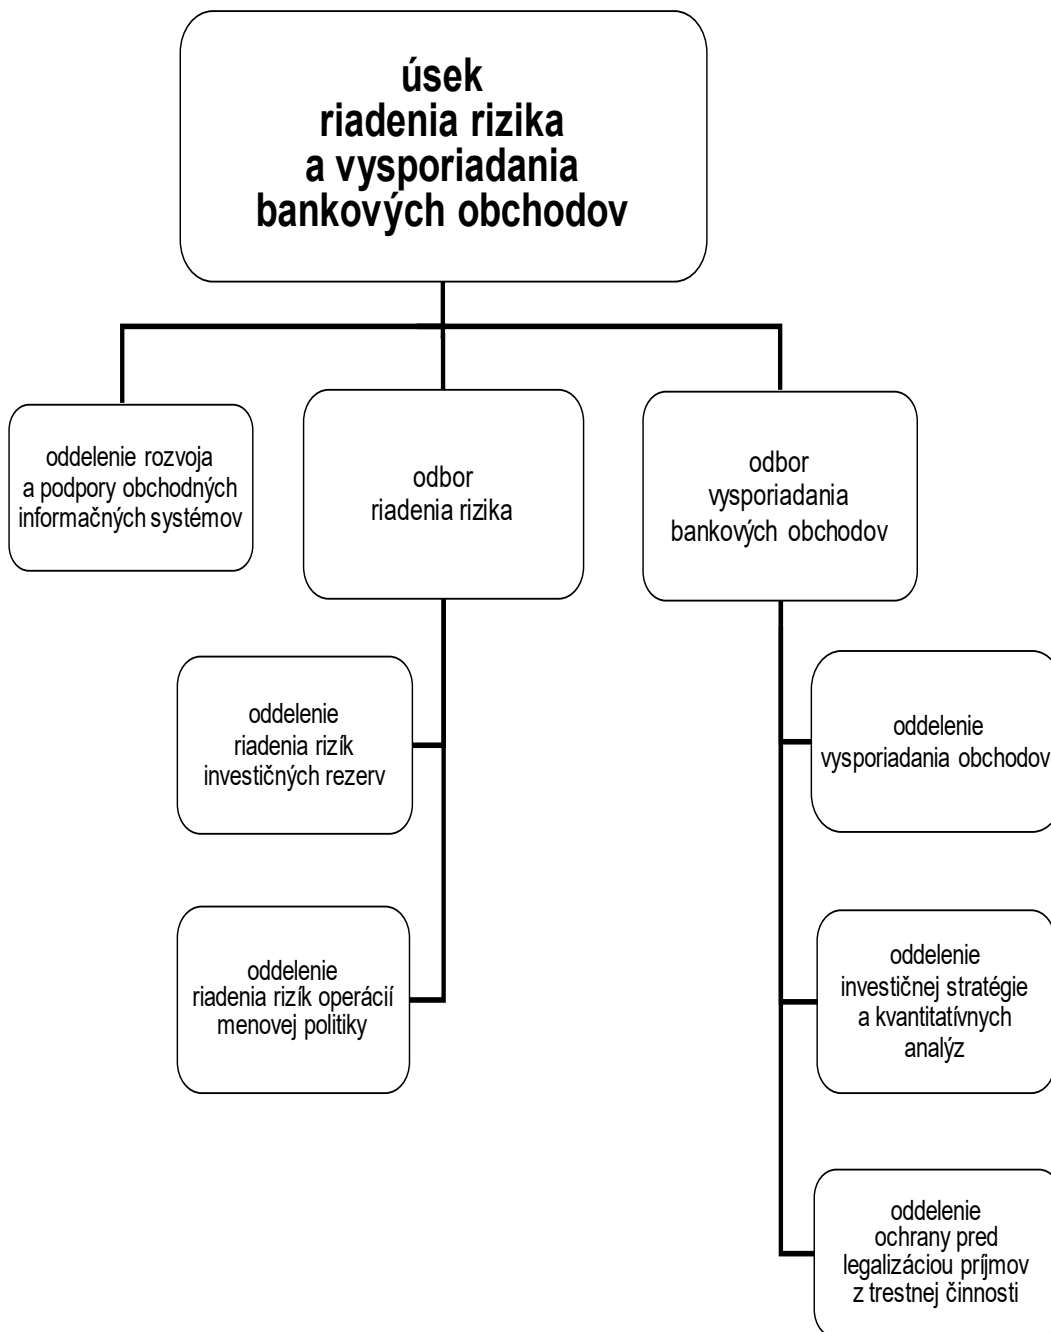 úsek
riadenia rizika
a vysporiadania
bankových obchodov
oddelenie rozvoja
a podpory obchodných
informačných systémov
odbor
riadenia rizika
odbor
vysporiadania
bankových obchodov
oddelenie
riadenia rizík
investičných rezerv
oddelenie
vysporiadania obchodov
oddelenie
riadenia rizík operácií
menovej politiky
oddelenie
investičnej stratégie
a kvantitatívnych
analýz
oddelenie
ochrany pred
legalizáciou príjmov
z trestnej činnosti